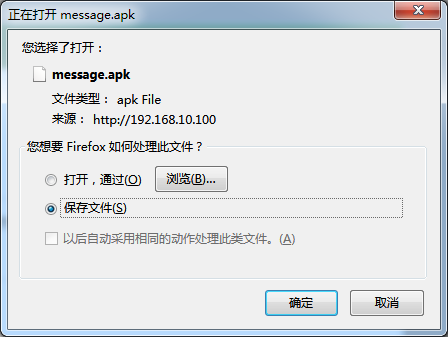 正在打开 message.apk
您选择了打开：
message.apk
文件类型： apk File
来源： http://192.168.10.100
您想要 Firefox 如何处理此文件？
打开，通过(O) 浏览(B)...
保存文件(S)
以后自动采用相同的动作处理此类文件。(A)
确定 取消